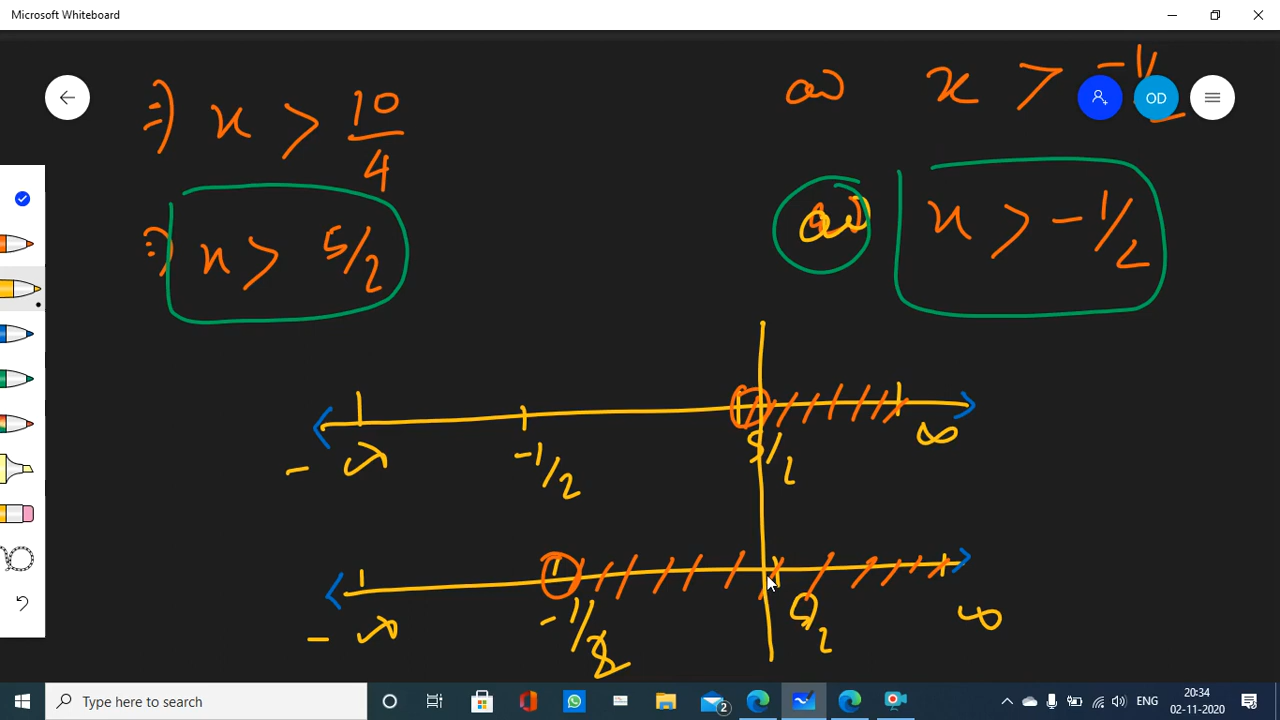 Microsoft Whiteboard
OD
=) x > 10/4
or x > -1/2
=) x > 5/2
or x > -1/2
- ∞ -1/2 5/2 ∞
- ∞ -1/2 5/2 ∞
Type here to search
2
ENG
20:34
02-11-2020